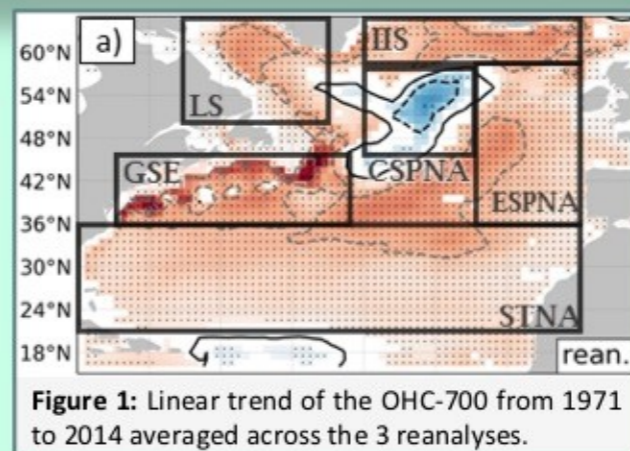 a)
60°N
54°N
48°N
42°N
36°N
30°N
24°N
18°N
IIS
LS
GSE
CSPNA
ESPNA
STNA
rean.
Figure 1: Linear trend of the OHC-700 from 1971
to 2014 averaged across the 3 reanalyses.